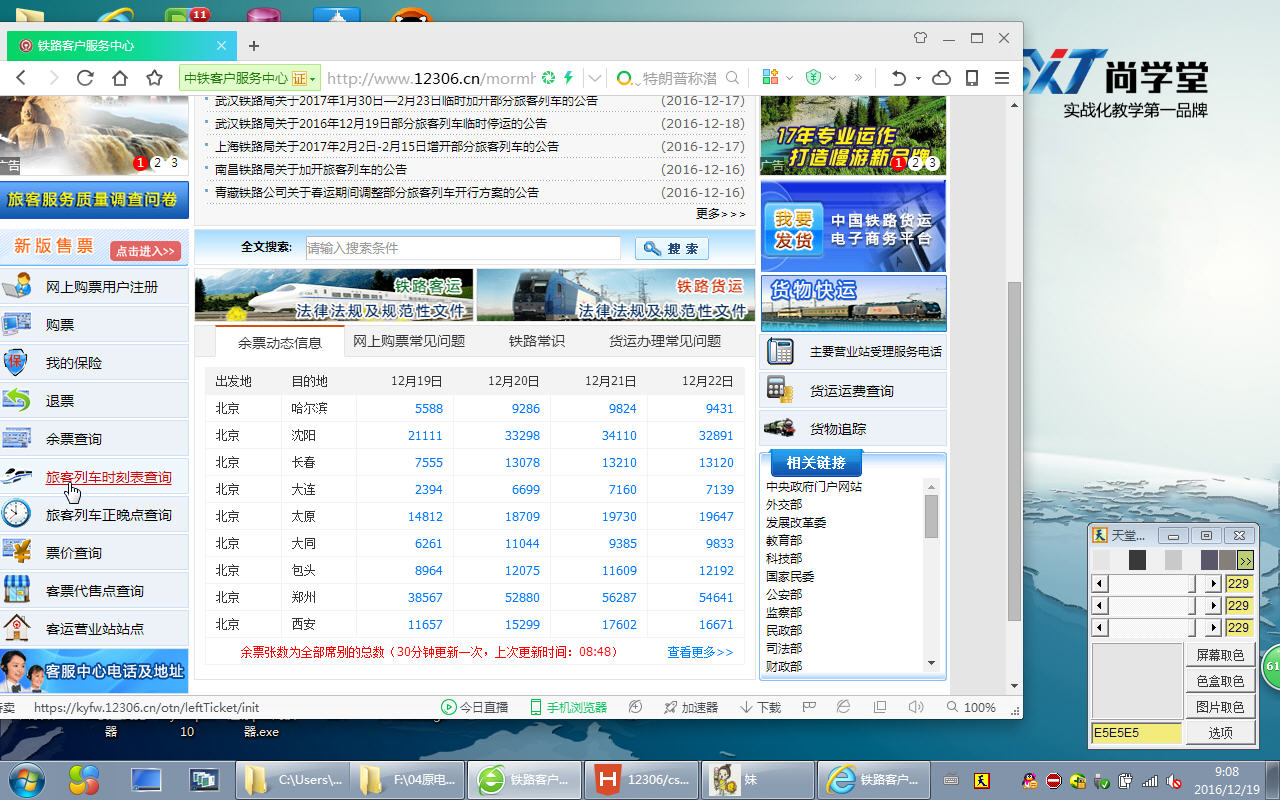 11
铁路客户服务中心
中铁客户服务中心 证
http://www.12306.cn/mormh
特朗普称潜
尚学堂
实战化教学第一品牌
广告
1 2 3
旅客服务质量调查问卷
新版售票 点击进入>>
网上购票用户注册
购票
我的保险
退票
余票查询
旅客列车时刻表查询
旅客列车正晚点查询
票价查询
客票代售点查询
客运营业站站点
客服中心电话及地址
武汉铁路局关于2017年1月30日—2月23日临时加开部分旅客列车的公告 (2016-12-17)
武汉铁路局关于2016年12月19日部分旅客列车临时停运的公告 (2016-12-18)
上海铁路局关于2017年2月2日-2月15日增开部分旅客列车的公告 (2016-12-17)
南昌铁路局关于加开旅客列车的公告 (2016-12-16)
青藏铁路公司关于春运期间调整部分旅客列车开行方案的公告 (2016-12-16)
更多>>>
全文搜索: 请输入搜索条件 搜 索
铁路客运
法律法规及规范性文件
铁路货运
法律法规及规范性文件
余票动态信息 网上购票常见问题 铁路常识 货运办理常见问题
出发地 目的地 12月19日 12月20日 12月21日 12月22日
北京 哈尔滨 5588 9286 9824 9431
北京 沈阳 21111 33298 34110 32891
北京 长春 7555 13078 13210 13120
北京 大连 2394 6699 7160 7139
北京 太原 14812 18709 19730 19647
北京 大同 6261 11044 9385 9833
北京 包头 8964 12075 11609 12192
北京 郑州 38567 52880 56287 54641
北京 西安 11657 15299 17602 16671
余票张数为全部席别的总数（30分钟更新一次，上次更新时间：08:48） 查看更多>>
17年专业运作
打造慢游新品牌
广告
1 2 3
我要发货
中国铁路货运
电子商务平台
货物快运
主要营业站受理服务电话
货运运费查询
货物追踪
相关链接
中央政府门户网站
外交部
发展改革委
教育部
科技部
国家民委
公安部
监察部
民政部
司法部
财政部
https://kyfw.12306.cn/otn/leftTicket/init
今日直播 手机浏览器 加速器 下载 100%
器 10 器.exe
天堂...
>>
229
229
229
屏幕取色
色盒取色
图片取色
E5E5E5 选项
61
C:\Users\... F:\04原电... 铁路客户... 12306/cs... 妹 铁路客户...
9:08
2016/12/19